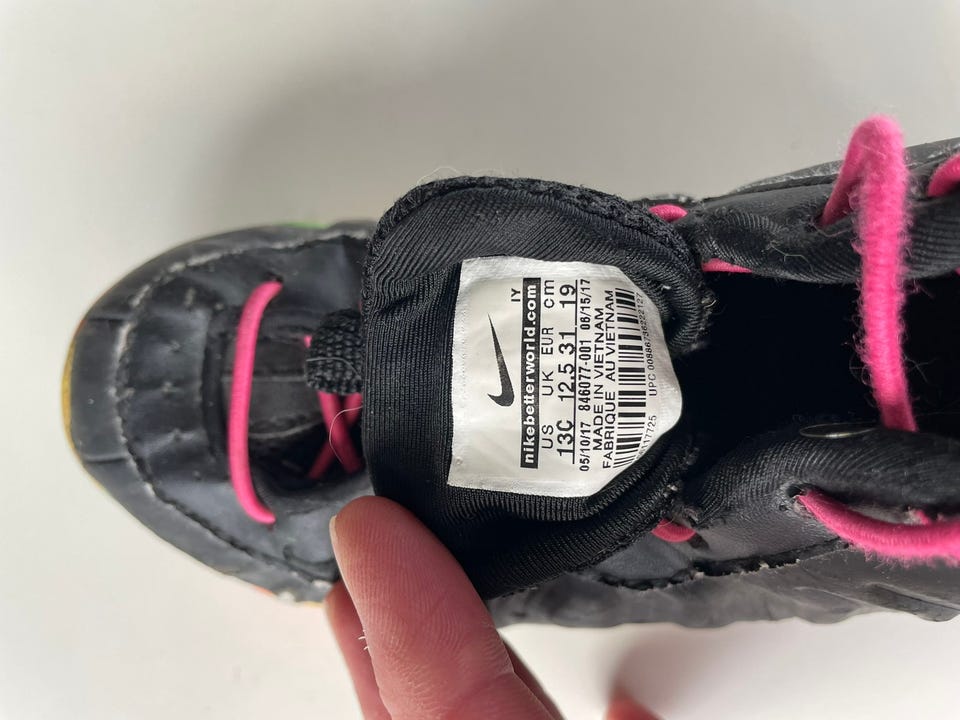 IY
nikebetterworld.com
US UK EUR cm
13C 12.5 31 19
05/10/17 846077-001 06/15/17
MADE IN VIETNAM
FABRIQUE AU VIETNAM